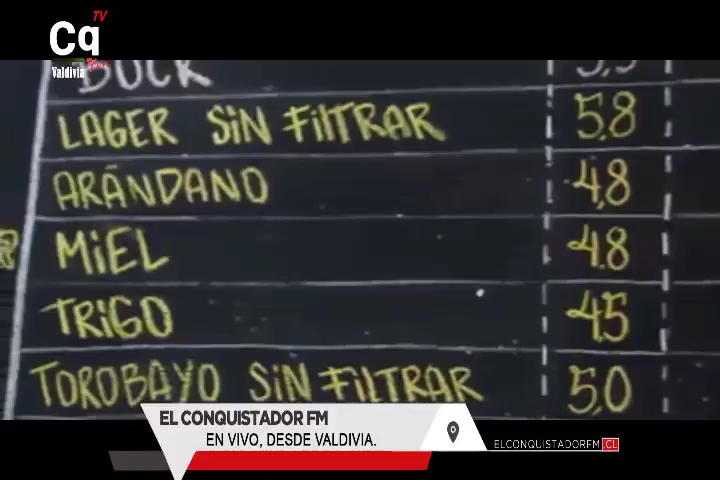 TV
Cq
Valdivia Fm
BOCK
LAGER SiN FiLTRAR 5,8
ARÁNDANO 4,8
MiEL 4.8
TRiGO 4,5
TOROBAYO SiN FiLTRAR 5,0
EL CONQUISTADOR FM
EN VIVO, DESDE VALDIVIA.
ELCONQUISTADORFM.CL